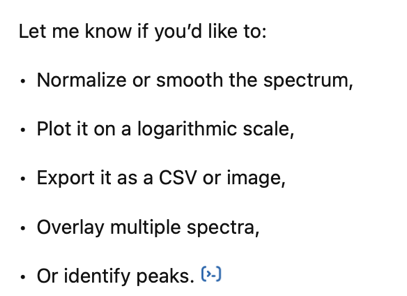 Let me know if you’d like to:
• Normalize or smooth the spectrum,
• Plot it on a logarithmic scale,
• Export it as a CSV or image,
• Overlay multiple spectra,
• Or identify peaks. [>-]